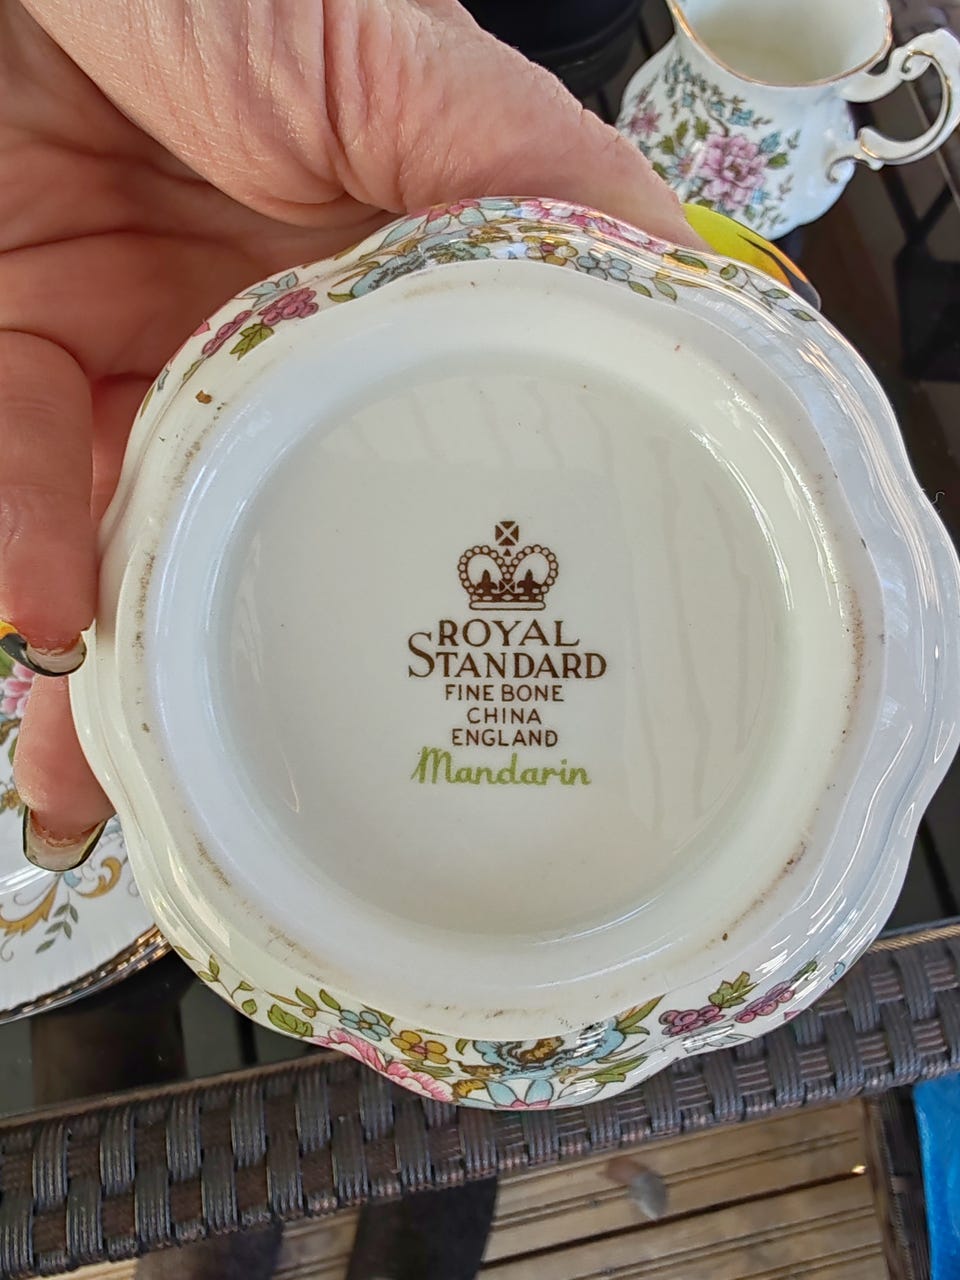 ROYAL
STANDARD
FINE BONE
CHINA
ENGLAND
Mandarin